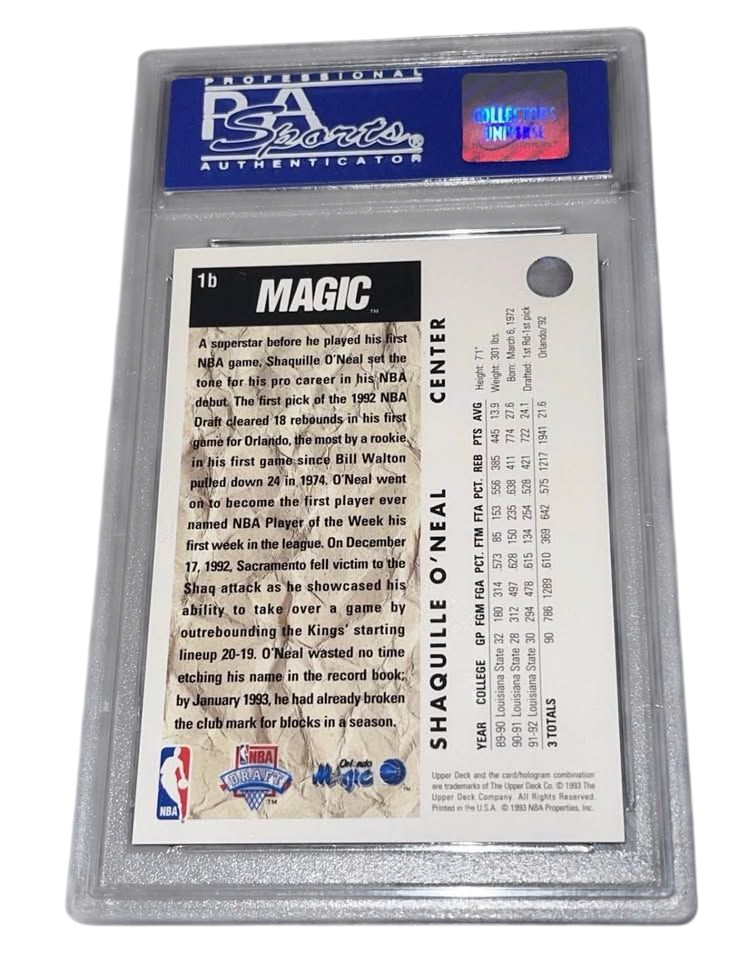 PROFESSIONAL
PSA
Sports®
AUTHENTICATOR
COLLECTORS
UNIVERSE
1b
MAGIC™
A superstar before he played his first
NBA game, Shaquille O'Neal set the
tone for his pro career in his NBA
debut. The first pick of the 1992 NBA
Draft cleared 18 rebounds in his first
game for Orlando, the most by a rookie
in his first game since Bill Walton
pulled down 24 in 1974. O'Neal went
on to become the first player ever
named NBA Player of the Week his
first week in the league. On December
17, 1992, Sacramento fell victim to the
Shaq attack as he showcased his
ability to take over a game by
outrebounding the Kings' starting
lineup 20-19. O'Neal wasted no time
etching his name in the record book;
by January 1993, he had already broken
the club mark for blocks in a season.
NBA
NBA
DRAFT™
Orlando
Magic™
SHAQUILLE O'NEAL CENTER
Height: 7'1"
Weight: 301 lbs.
Born: March 6, 1972
Drafted: 1st Rd-1st pick
Orlando/'92
YEAR COLLEGE GP FGM FGA PCT. FTM FTA PCT. REB PTS AVG
89-90 Louisiana State 32 180 314 .573 85 153 .556 385 445 13.9
90-91 Louisiana State 28 312 497 .628 150 235 .638 411 774 27.6
91-92 Louisiana State 30 294 478 .615 134 254 .528 421 722 24.1
3 TOTALS 90 786 1289 .610 369 642 .575 1217 1941 21.6
Upper Deck and the card/hologram combination
are trademarks of The Upper Deck Co. © 1993 The
Upper Deck Company. All Rights Reserved.
Printed in the U.S.A. © 1993 NBA Properties, Inc.